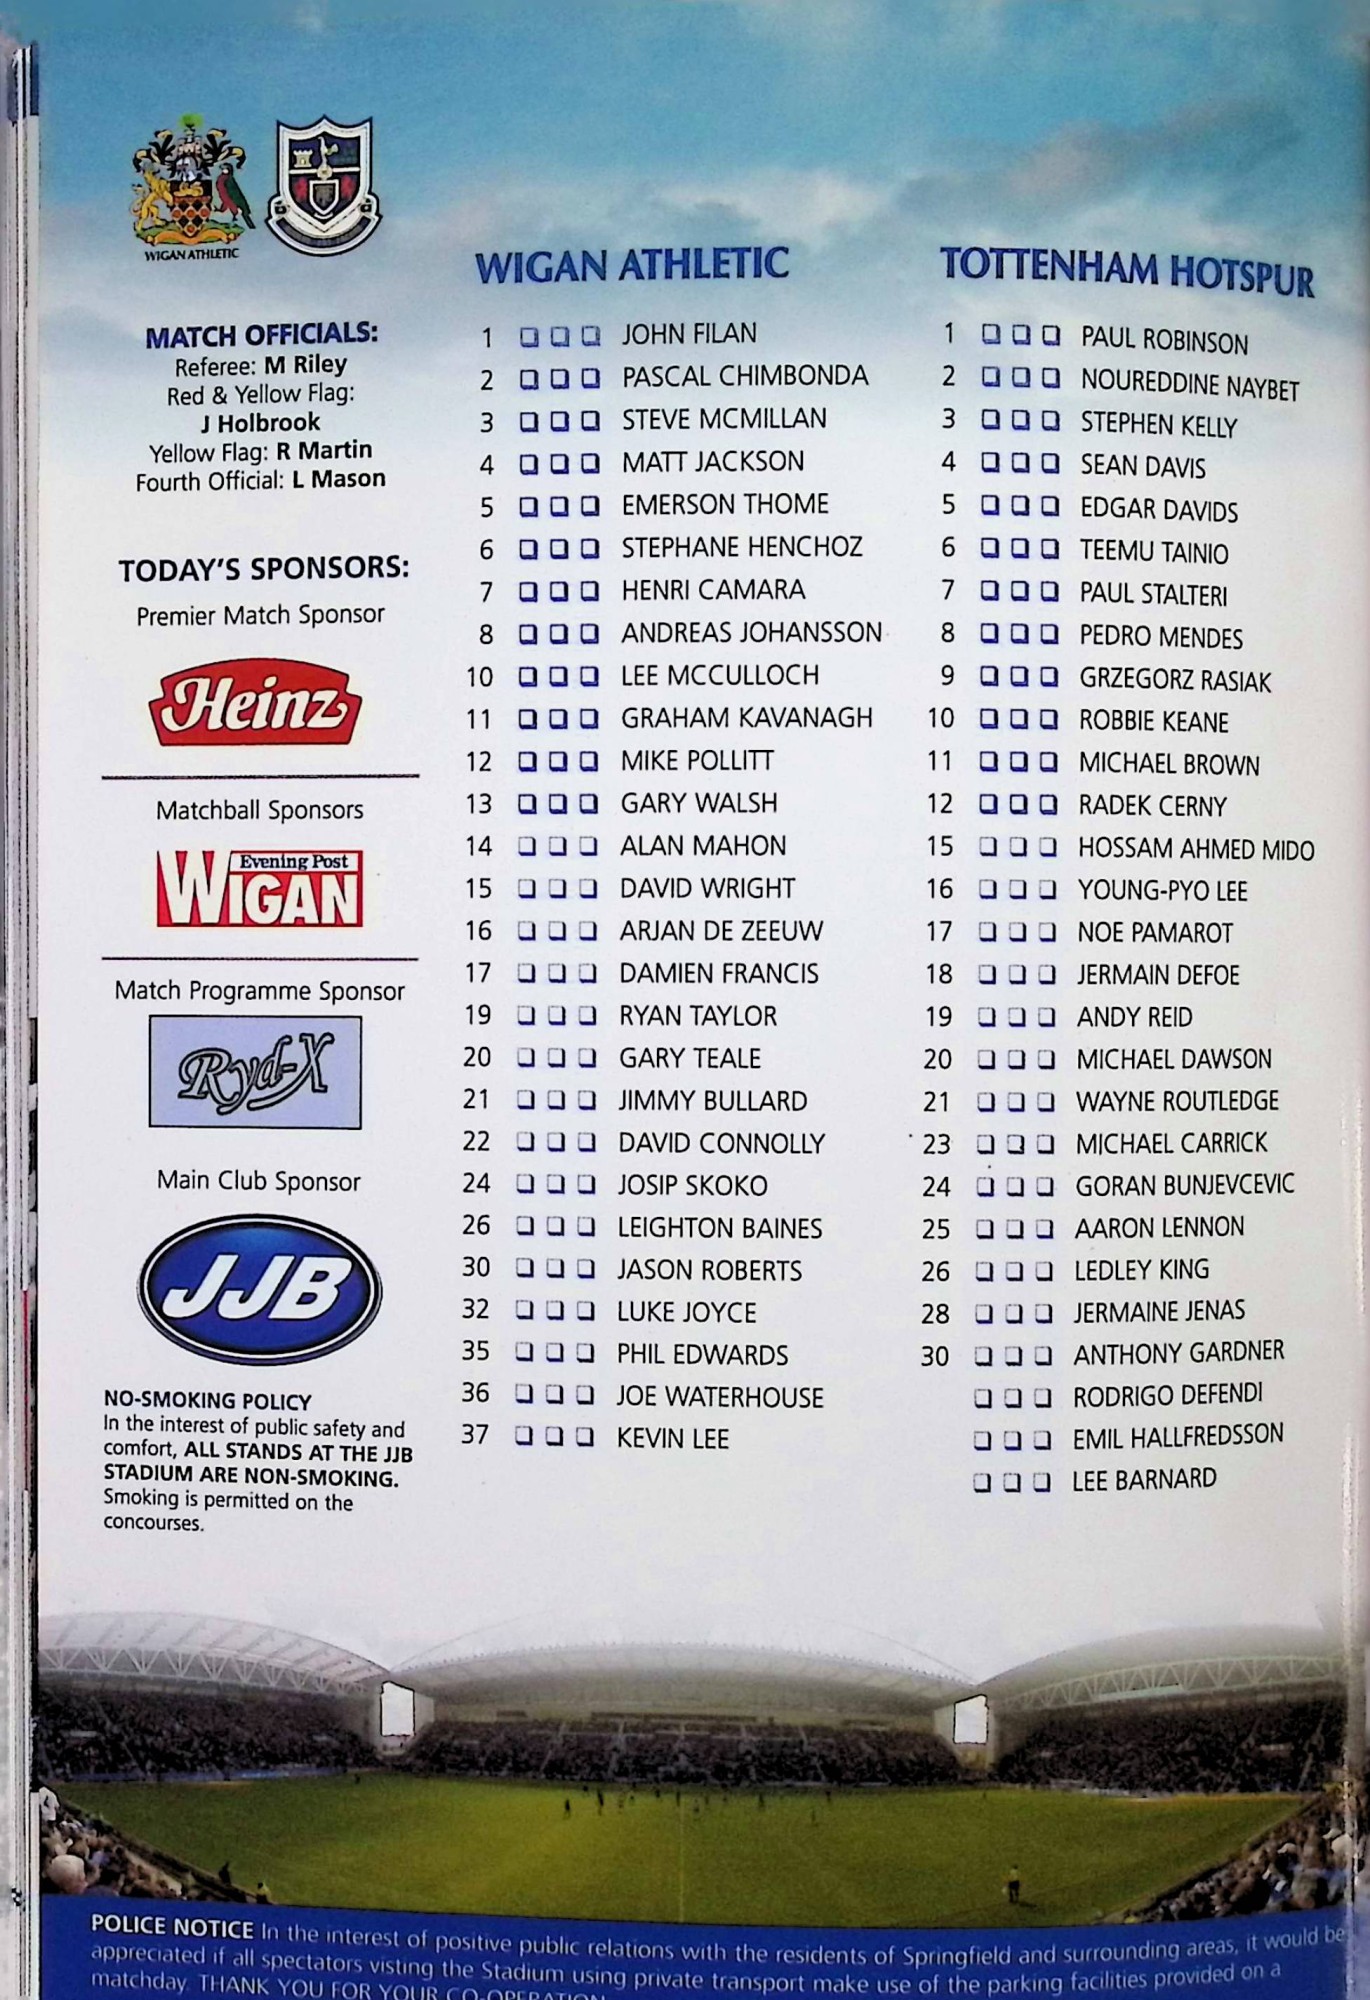 WIGAN ATHLETIC
MATCH OFFICIALS:
Referee: M Riley
Red & Yellow Flag:
J Holbrook
Yellow Flag: R Martin
Fourth Official: L Mason
TODAY'S SPONSORS:
Premier Match Sponsor
Heinz
Matchball Sponsors
Evening Post
WIGAN
Match Programme Sponsor
Ryd-X
Main Club Sponsor
JJB
NO-SMOKING POLICY
In the interest of public safety and
comfort, ALL STANDS AT THE JJB
STADIUM ARE NON-SMOKING.
Smoking is permitted on the
concourses.
WIGAN ATHLETIC
1 JOHN FILAN
2 PASCAL CHIMBONDA
3 STEVE MCMILLAN
4 MATT JACKSON
5 EMERSON THOME
6 STEPHANE HENCHOZ
7 HENRI CAMARA
8 ANDREAS JOHANSSON
10 LEE MCCULLOCH
11 GRAHAM KAVANAGH
12 MIKE POLLITT
13 GARY WALSH
14 ALAN MAHON
15 DAVID WRIGHT
16 ARJAN DE ZEEUW
17 DAMIEN FRANCIS
19 RYAN TAYLOR
20 GARY TEALE
21 JIMMY BULLARD
22 DAVID CONNOLLY
24 JOSIP SKOKO
26 LEIGHTON BAINES
30 JASON ROBERTS
32 LUKE JOYCE
35 PHIL EDWARDS
36 JOE WATERHOUSE
37 KEVIN LEE
TOTTENHAM HOTSPUR
1 PAUL ROBINSON
2 NOUREDDINE NAYBET
3 STEPHEN KELLY
4 SEAN DAVIS
5 EDGAR DAVIDS
6 TEEMU TAINIO
7 PAUL STALTERI
8 PEDRO MENDES
9 GRZEGORZ RASIAK
10 ROBBIE KEANE
11 MICHAEL BROWN
12 RADEK CERNY
15 HOSSAM AHMED MIDO
16 YOUNG-PYO LEE
17 NOE PAMAROT
18 JERMAIN DEFOE
19 ANDY REID
20 MICHAEL DAWSON
21 WAYNE ROUTLEDGE
23 MICHAEL CARRICK
24 GORAN BUNJEVCEVIC
25 AARON LENNON
26 LEDLEY KING
28 JERMAINE JENAS
30 ANTHONY GARDNER
RODRIGO DEFENDI
EMIL HALLFREDSSON
LEE BARNARD
POLICE NOTICE In the interest of positive public relations with the residents of Springfield and surrounding areas, it would be
appreciated if all spectators visting the Stadium using private transport make use of the parking facilities provided on a
matchday. THANK YOU FOR YOUR CO-OPERATION